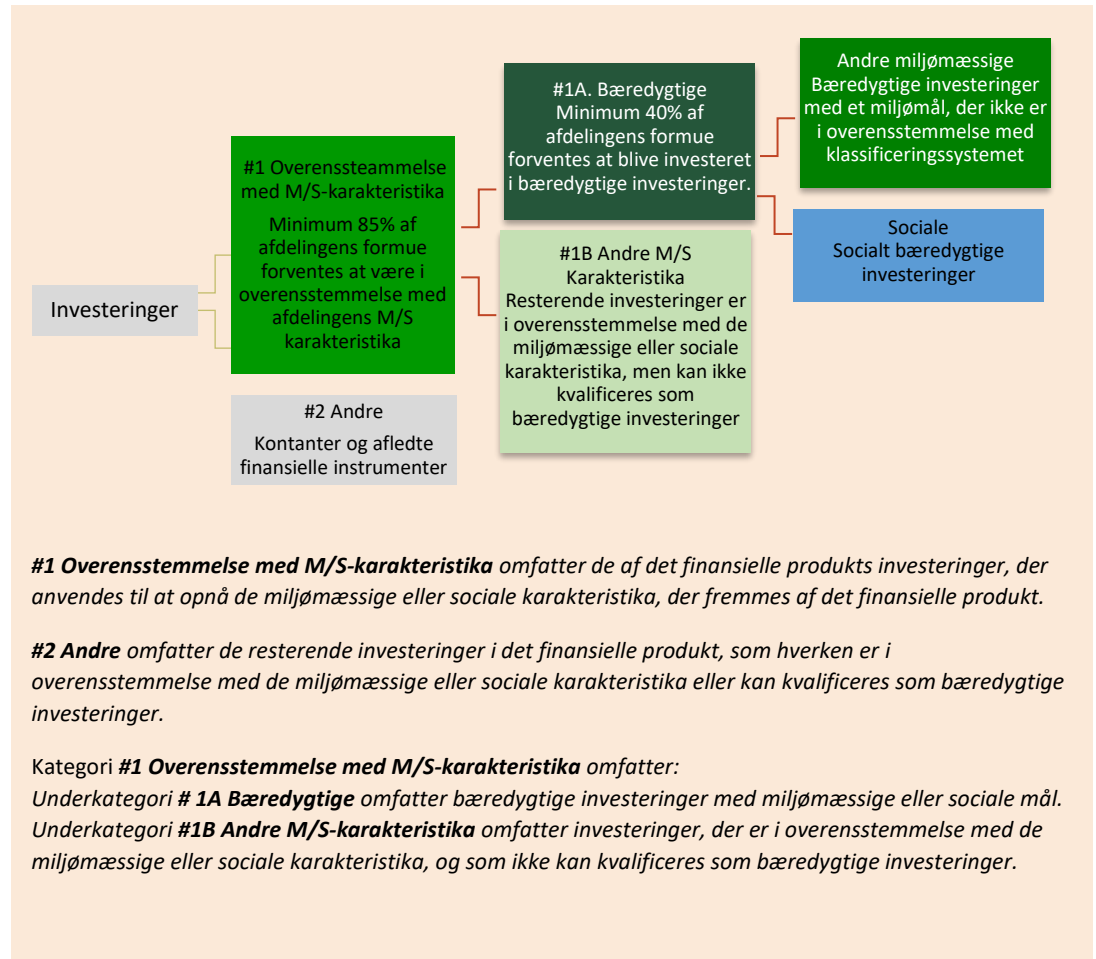 Investeringer
#1 Overenssteammelse
med M/S-karakteristika
Minimum 85% af
afdelingens formue
forventes at være i
overensstemmelse med
afdelingens M/S
karakteristika
#2 Andre
Kontanter og afledte
finansielle instrumenter
#1A. Bæredygtige
Minimum 40% af
afdelingens formue
forventes at blive investeret
i bæredygtige investeringer.
#1B Andre M/S
Karakteristika
Resterende investeringer er
i overensstemmelse med de
miljømæssige eller sociale
karakteristika, men kan ikke
kvalificeres som
bæredygtige investeringer
Andre miljømæssige
Bæredygtige investeringer
med et miljømål, der ikke er
i overensstemmelse med
klassificeringssystemet
Sociale
Socialt bæredygtige
investeringer
#1 Overensstemmelse med M/S-karakteristika omfatter de af det finansielle produkts investeringer, der
anvendes til at opnå de miljømæssige eller sociale karakteristika, der fremmes af det finansielle produkt.
#2 Andre omfatter de resterende investeringer i det finansielle produkt, som hverken er i
overensstemmelse med de miljømæssige eller sociale karakteristika eller kan kvalificeres som bæredygtige
investeringer.
Kategori #1 Overensstemmelse med M/S-karakteristika omfatter:
Underkategori # 1A Bæredygtige omfatter bæredygtige investeringer med miljømæssige eller sociale mål.
Underkategori #1B Andre M/S-karakteristika omfatter investeringer, der er i overensstemmelse med de
miljømæssige eller sociale karakteristika, og som ikke kan kvalificeres som bæredygtige investeringer.